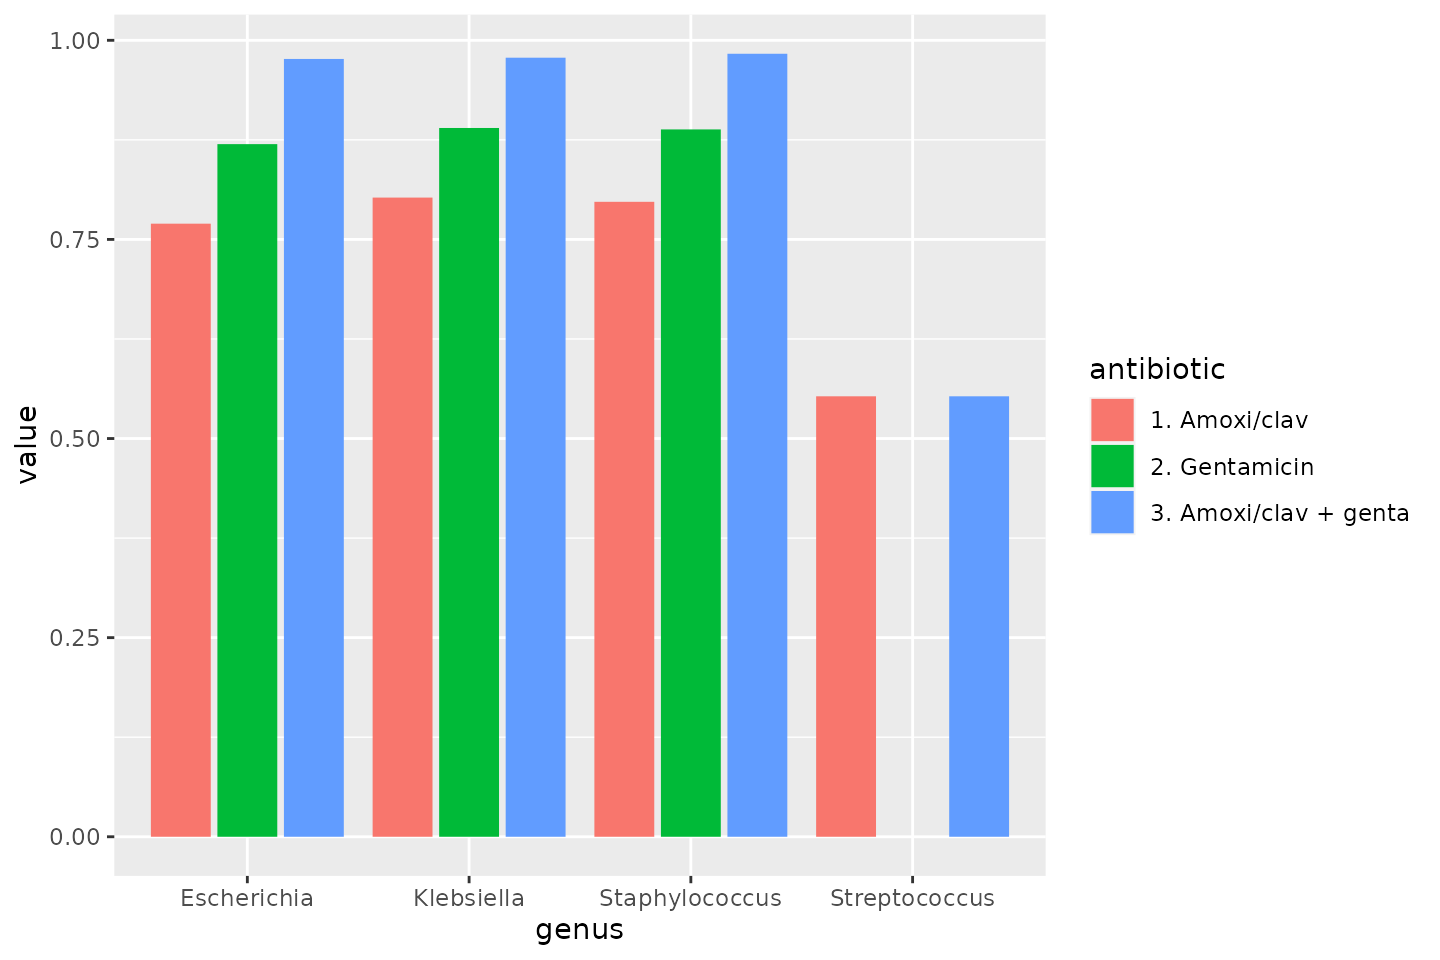 value
1.00
0.75
0.50
0.25
0.00
Escherichia Klebsiella Staphylococcus Streptococcus
genus
antibiotic
1. Amoxi/clav
2. Gentamicin
3. Amoxi/clav + genta